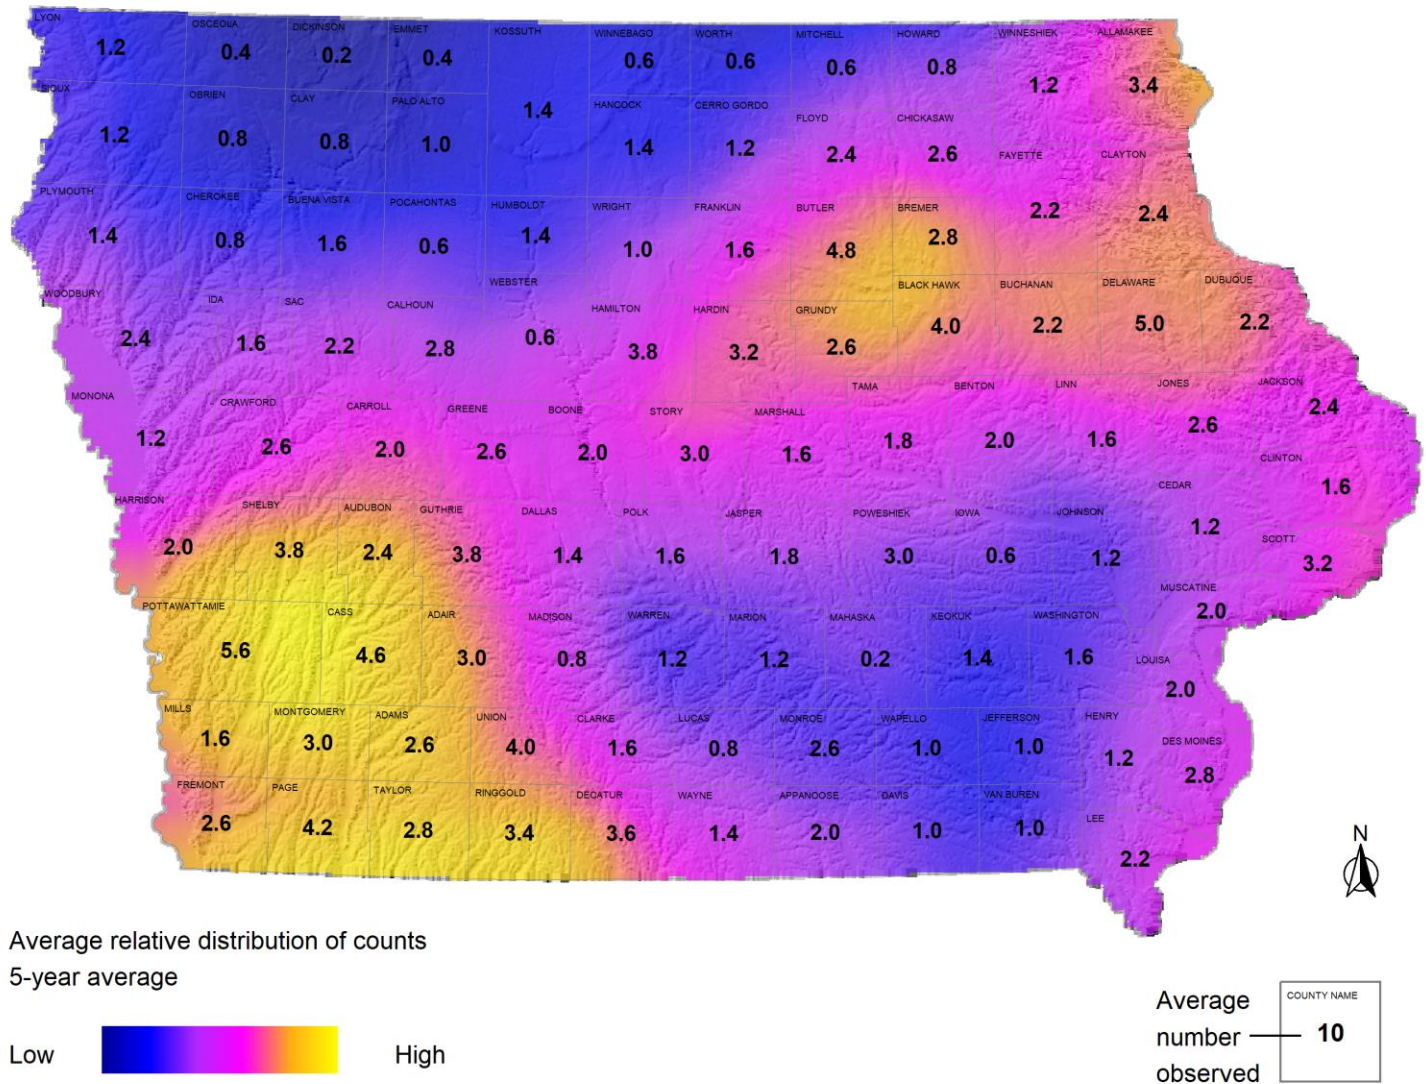 LYON
OSCEOLA
DICKINSON
EMMET
KOSSUTH
WINNEBAGO
WORTH
MITCHELL
HOWARD
WINNESHIEK
ALLAMAKEE
1.2
0.4
0.2
0.4
1.4
0.6
0.6
0.6
0.8
1.2
3.4
SIOUX
OBRIEN
CLAY
PALO ALTO
HANCOCK
CERRO GORDO
FLOYD
CHICKASAW
FAYETTE
CLAYTON
1.2
0.8
0.8
1.0
1.4
1.2
2.4
2.6
2.2
2.4
PLYMOUTH
CHEROKEE
BUENA VISTA
POCAHONTAS
HUMBOLDT
WRIGHT
FRANKLIN
BUTLER
BREMER
1.4
0.8
1.6
0.6
1.4
1.0
1.6
4.8
2.8
WOODBURY
IDA
SAC
CALHOUN
WEBSTER
HAMILTON
HARDIN
GRUNDY
BLACK HAWK
BUCHANAN
DELAWARE
DUBUQUE
2.4
1.6
2.2
2.8
0.6
3.8
3.2
2.6
4.0
2.2
5.0
2.2
MONONA
CRAWFORD
CARROLL
GREENE
BOONE
STORY
MARSHALL
TAMA
BENTON
LINN
JONES
JACKSON
1.2
2.6
2.0
2.6
2.0
3.0
1.6
1.8
2.0
1.6
2.6
2.4
CLINTON
1.6
HARRISON
SHELBY
AUDUBON
GUTHRIE
DALLAS
POLK
JASPER
POWESHIEK
IOWA
JOHNSON
CEDAR
SCOTT
2.0
3.8
2.4
3.8
1.4
1.6
1.8
3.0
0.6
1.2
1.2
3.2
MUSCATINE
2.0
POTTAWATTAMIE
CASS
ADAIR
MADISON
WARREN
MARION
MAHASKA
KEOKUK
WASHINGTON
LOUISA
5.6
4.6
3.0
0.8
1.2
1.2
0.2
1.4
1.6
2.0
MILLS
MONTGOMERY
ADAMS
UNION
CLARKE
LUCAS
MONROE
WAPELLO
JEFFERSON
HENRY
DES MOINES
1.6
3.0
2.6
4.0
1.6
0.8
2.6
1.0
1.0
1.2
2.8
FREMONT
PAGE
TAYLOR
RINGGOLD
DECATUR
WAYNE
APPANOOSE
DAVIS
VAN BUREN
LEE
2.6
4.2
2.8
3.4
3.6
1.4
2.0
1.0
1.0
2.2
N
Average relative distribution of counts
5-year average
Low
High
Average
number
observed
COUNTY NAME
10